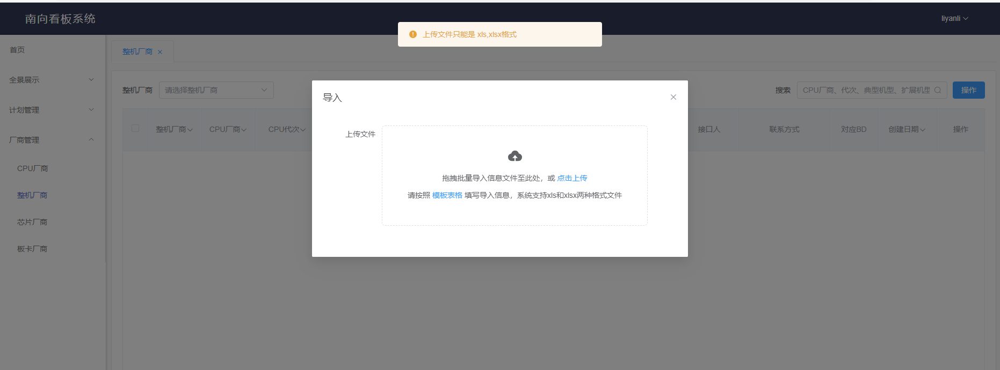 南向看板系统
liyanli
上传文件只能是 xls,xlsx格式
首页
全景展示
计划管理
厂商管理
CPU厂商
整机厂商
芯片厂商
板卡厂商
整机厂商
整机厂商 请选择整机厂商
搜索 CPU厂商、代次、典型机型、扩展机型 操作
整机厂商 CPU厂商 CPU代次 接口人 联系方式 对应BD 创建日期 操作
导入
上传文件
拖拽批量导入信息文件至此处，或 点击上传
请按照 模板表格 填写导入信息，系统支持xls和xlsx两种格式文件